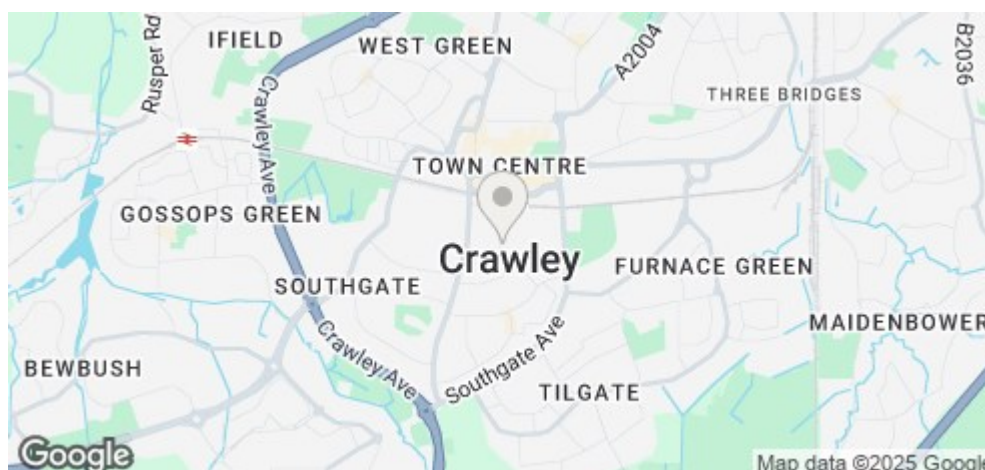 IFIELD
WEST GREEN
Rusper Rd
Crawley Ave
A2004
B2036
THREE BRIDGES
TOWN CENTRE
GOSSOPS GREEN
Crawley
FURNACE GREEN
SOUTHGATE
MAIDENBOWER
Crawley Ave
Southgate Ave
BEWBUSH
TILGATE
Google
Map data ©2025 Google